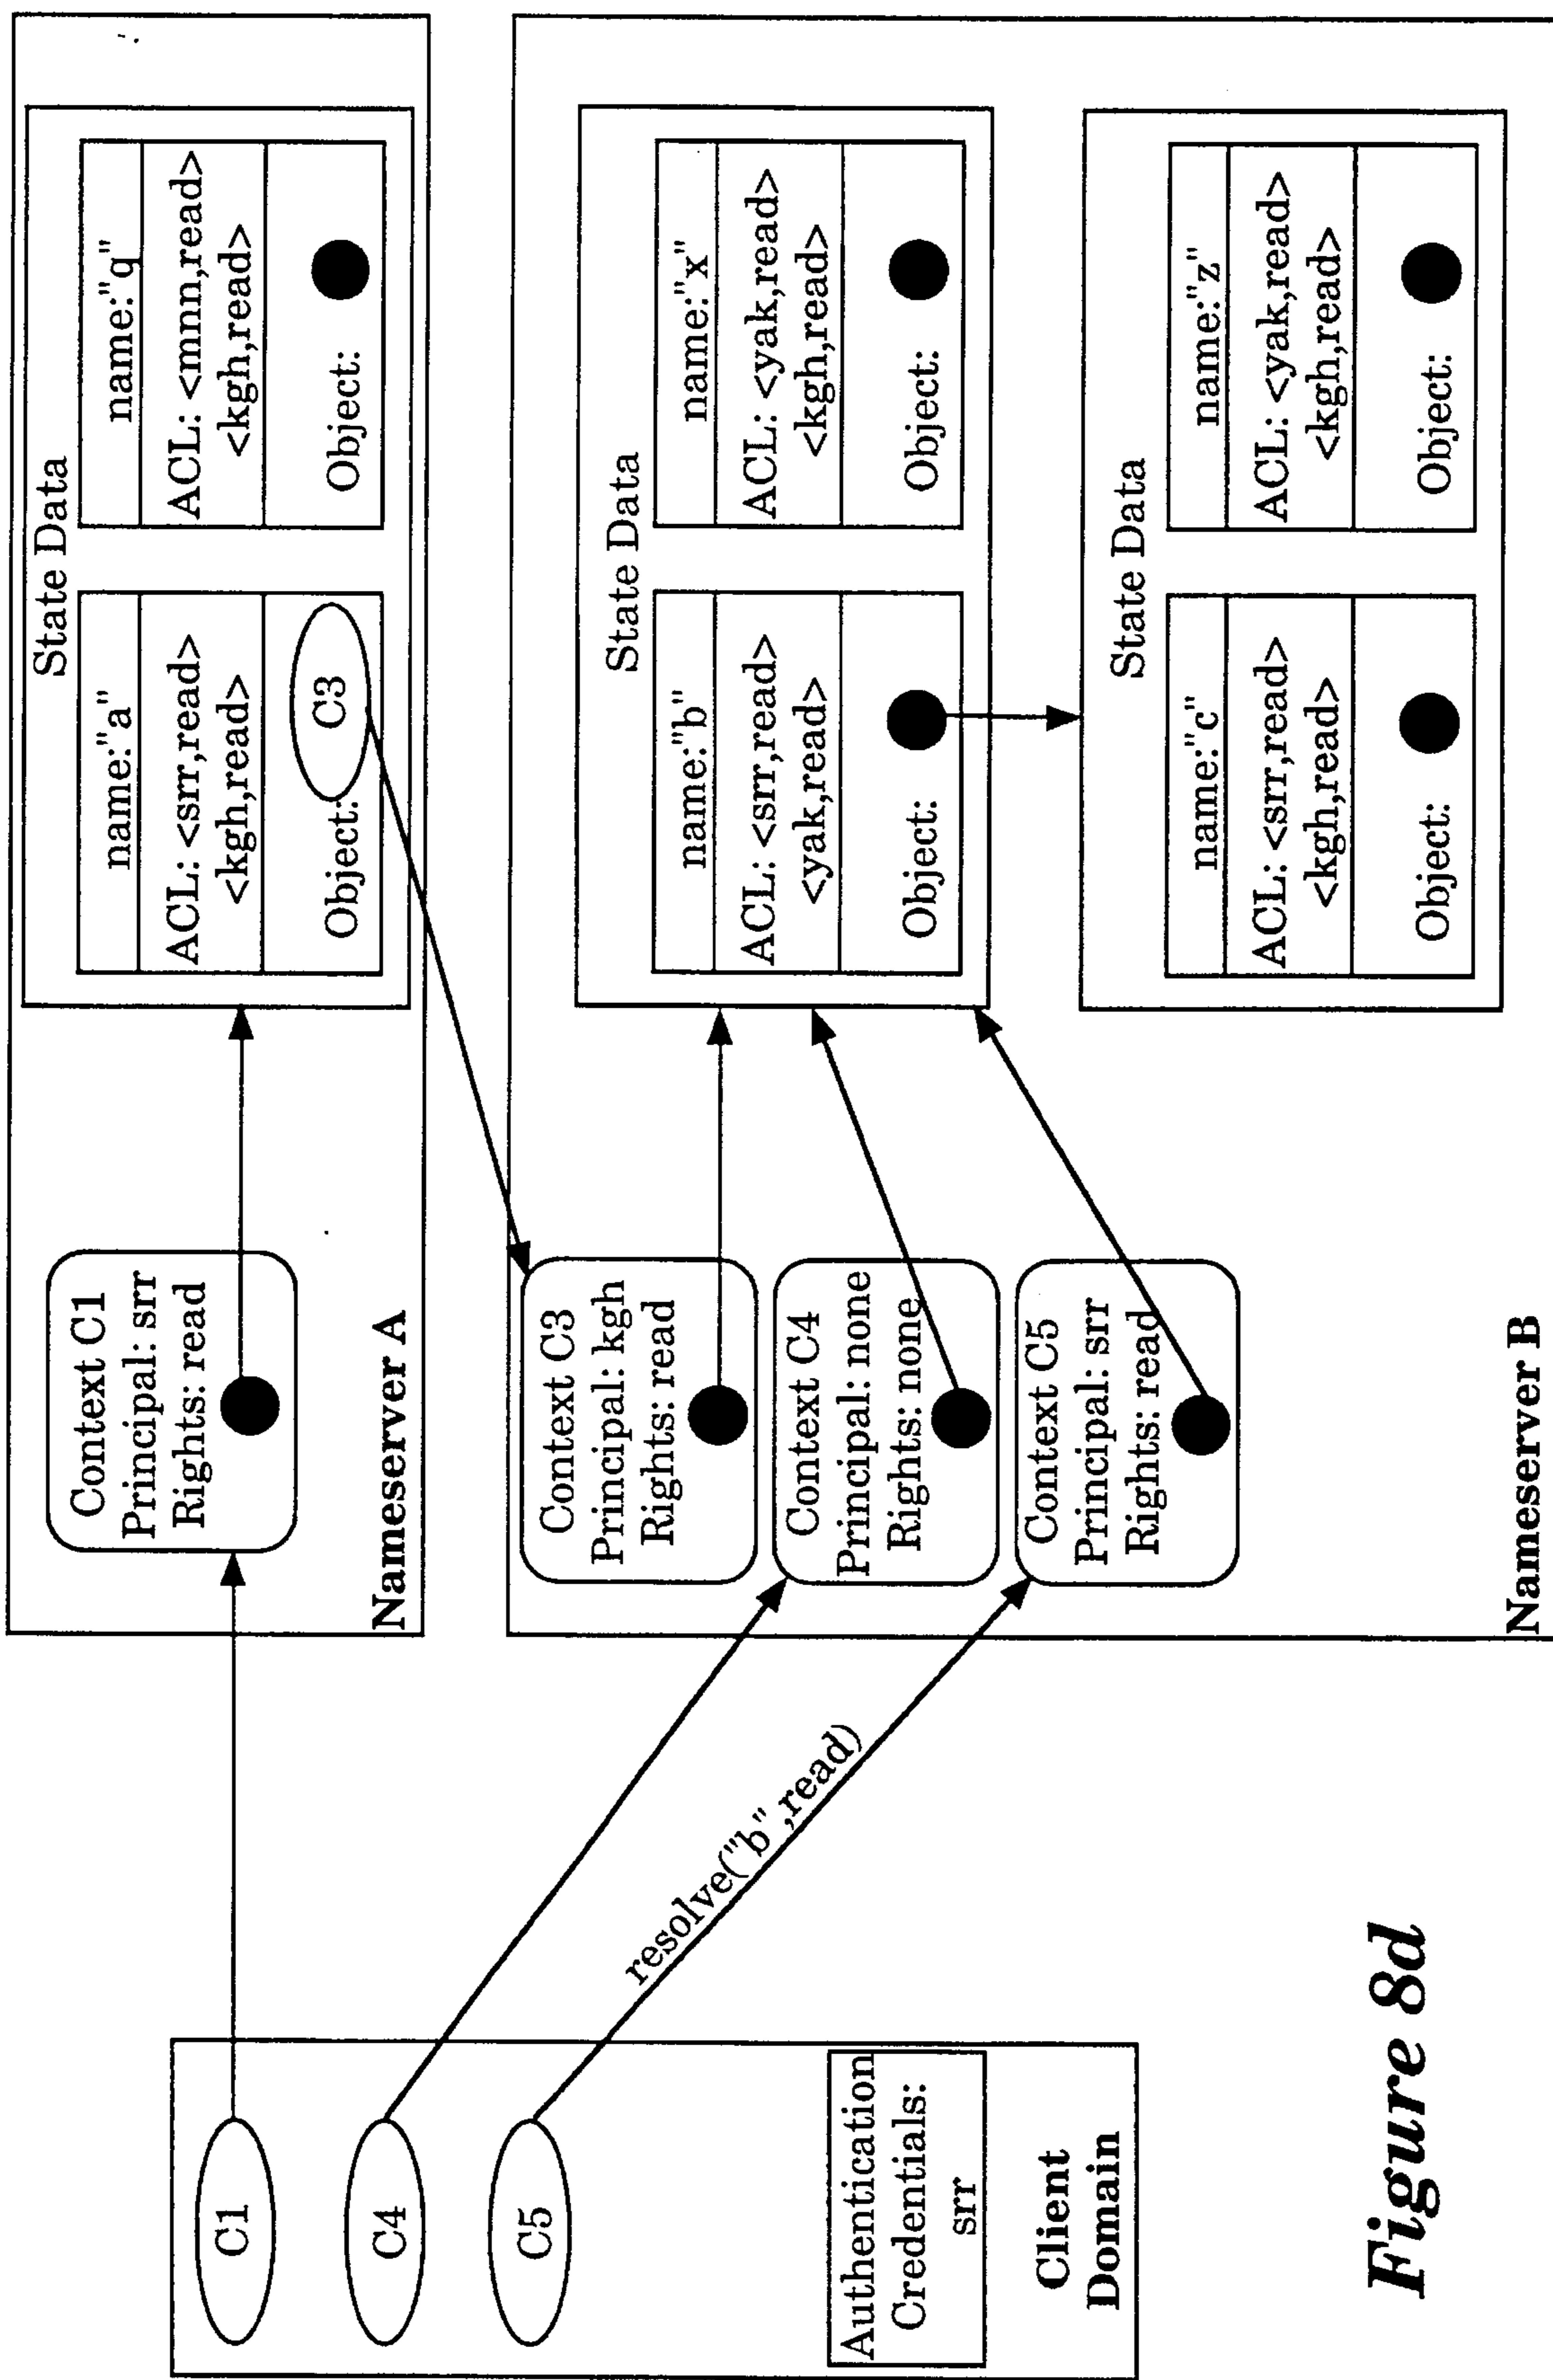 C1
C4
C5
Authentication
Credentials:
srr
Client
Domain
resolve("b",read)
Context C1
Principal: srr
Rights: read
Nameserver A
State Data
name:"a"
ACL: <srr,read>
<kgh,read>
Object:
C3
name:"q"
ACL: <mnn,read>
<kgh,read>
Object:
Context C3
Principal: kgh
Rights: read
Context C4
Principal: none
Rights: none
Context C5
Principal: srr
Rights: read
Nameserver B
State Data
name:"b"
ACL: <srr,read>
<yak,read>
Object:
name:"x"
ACL: <yak,read>
<kgh,read>
Object:
State Data
name:"c"
ACL: <srr,read>
<kgh,read>
Object:
name:"z"
ACL: <yak,read>
<kgh,read>
Object:
Figure 8d